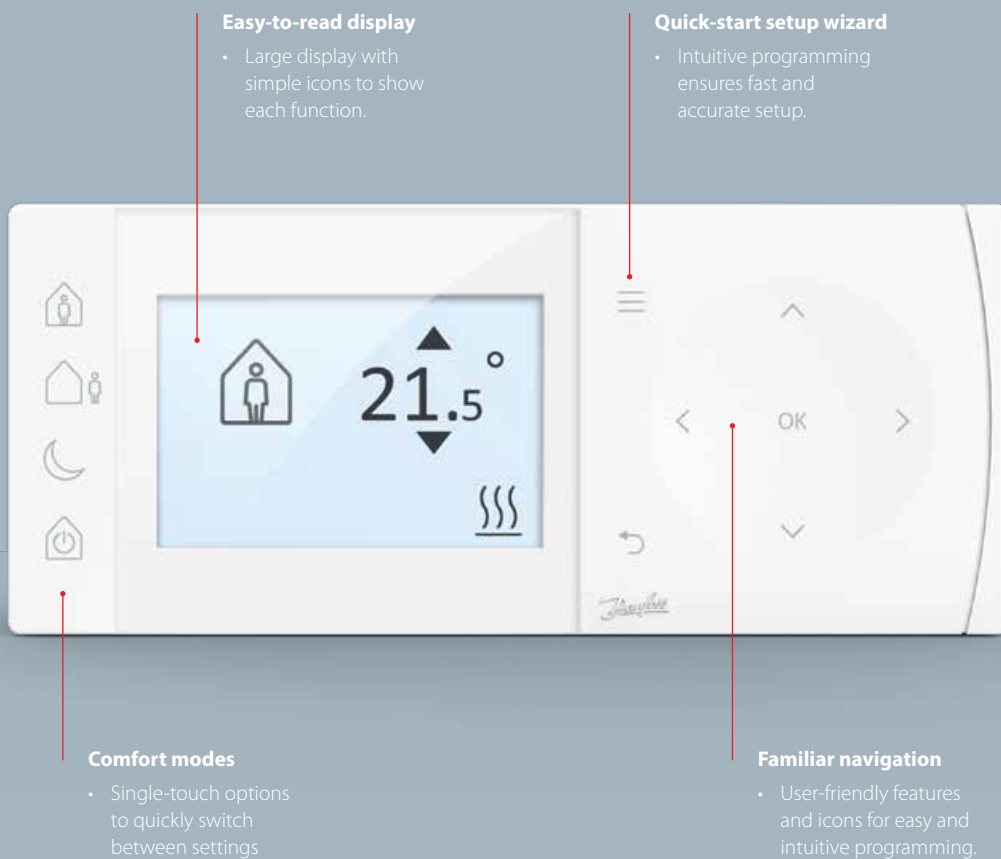 Easy-to-read display
• Large display with
simple icons to show
each function.
Quick-start setup wizard
• Intuitive programming
ensures fast and
accurate setup.
21.5°
OK
Danfoss
Comfort modes
• Single-touch options
to quickly switch
between settings
Familiar navigation
• User-friendly features
and icons for easy and
intuitive programming.